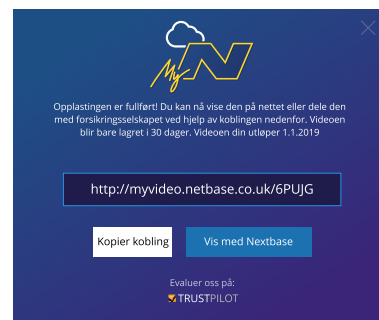 My N
Opplastingen er fullført! Du kan nå vise den på nettet eller dele den
med forsikringsselskapet ved hjelp av koblingen nedenfor. Videoen
blir bare lagret i 30 dager. Videoen din utløper 1.1.2019
http://myvideo.netbase.co.uk/6PUJG
Kopier kobling
Vis med Nextbase
Evaluer oss på:
TRUSTPILOT